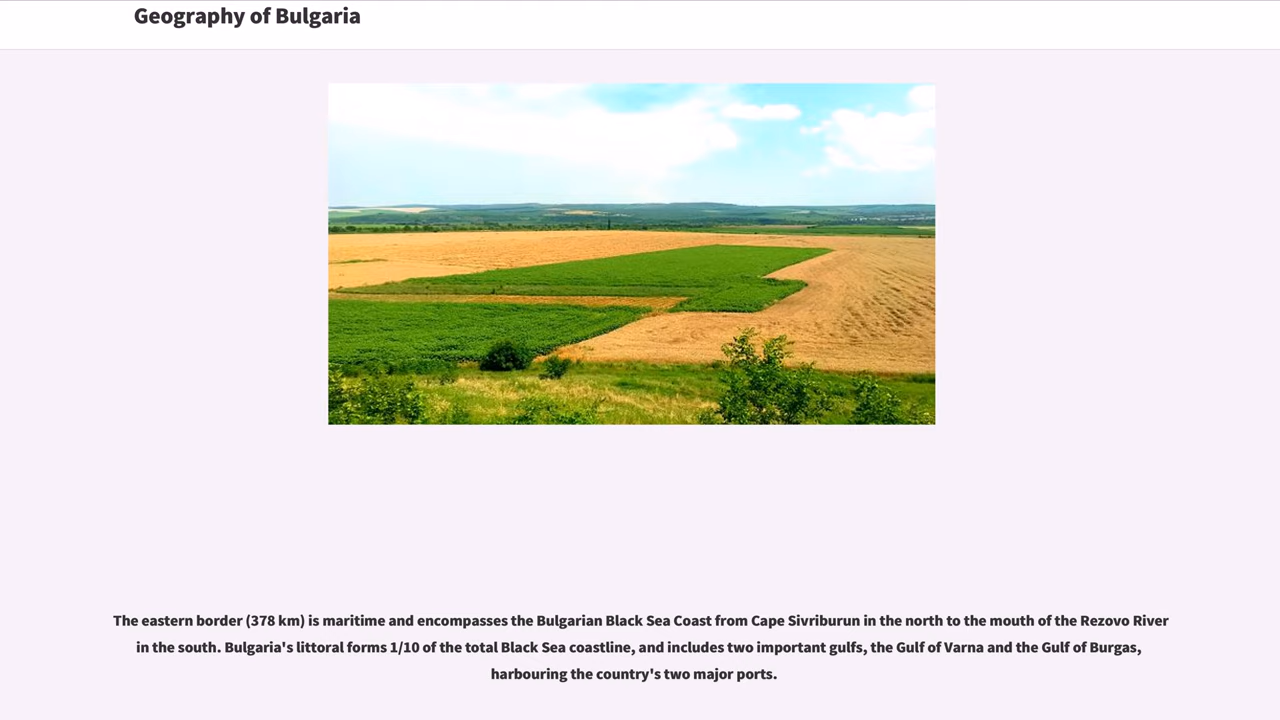 Geography of Bulgaria
The eastern border (378 km) is maritime and encompasses the Bulgarian Black Sea Coast from Cape Sivriburun in the north to the mouth of the Rezovo River
in the south. Bulgaria's littoral forms 1/10 of the total Black Sea coastline, and includes two important gulfs, the Gulf of Varna and the Gulf of Burgas,
harbouring the country's two major ports.